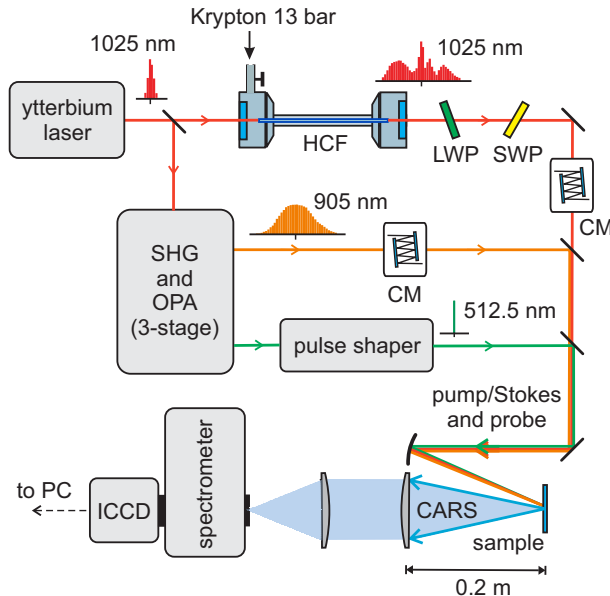 Krypton 13 bar
1025 nm
1025 nm
ytterbium
laser
HCF
LWP
SWP
CM
905 nm
SHG
and
OPA
(3-stage)
CM
512.5 nm
pulse shaper
pump/Stokes
and probe
to PC
ICCD
spectrometer
CARS
sample
0.2 m